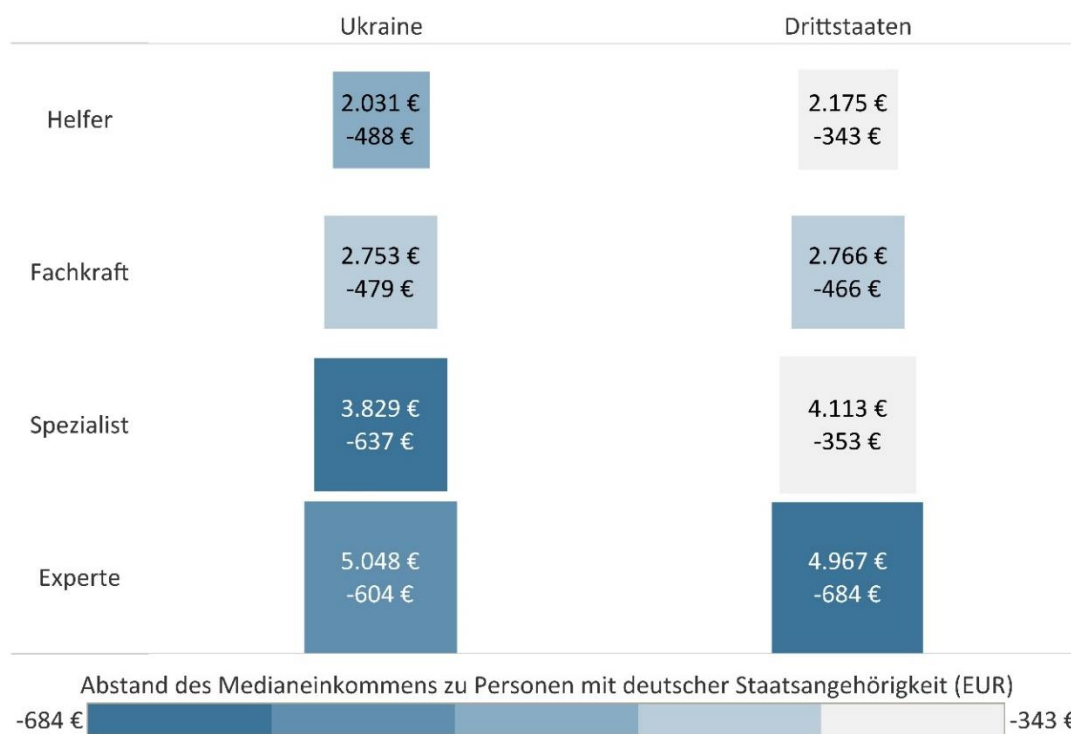 Ukraine Drittstaaten
Helfer
2.031 €
-488 €
2.175 €
-343 €
Fachkraft
2.753 €
-479 €
2.766 €
-466 €
Spezialist
3.829 €
-637 €
4.113 €
-353 €
Experte
5.048 €
-604 €
4.967 €
-684 €
Abstand des Medianeinkommens zu Personen mit deutscher Staatsangehörigkeit (EUR)
-684 € -343 €